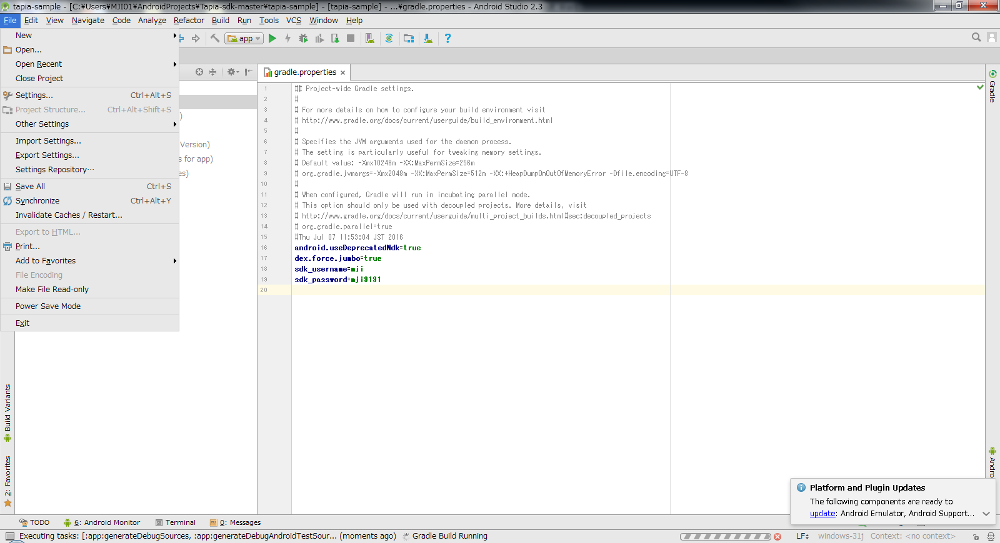 tapia-sample - [C:¥Users¥MJI01¥AndroidProjects¥Tapia-sdk-master¥tapia-sample] - [tapia-sample] - ...¥gradle.properties - Android Studio 2.3
File Edit View Navigate Code Analyze Refactor Build Run Tools VCS Window Help
New
Open...
Open Recent
Close Project
Settings... Ctrl+Alt+S
Project Structure... Ctrl+Alt+Shift+S
Other Settings
Import Settings...
Export Settings...
Settings Repository...
Save All Ctrl+S
Synchronize Ctrl+Alt+Y
Invalidate Caches / Restart...
Export to HTML...
Print...
Add to Favorites
File Encoding
Make File Read-only
Power Save Mode
Exit
app
)
Version)
s for app)
es)
gradle.properties
1 ## Project-wide Gradle settings.
2 #
3 # For more details on how to configure your build environment visit
4 # http://www.gradle.org/docs/current/userguide/build_environment.html
5 #
6 # Specifies the JVM arguments used for the daemon process.
7 # The setting is particularly useful for tweaking memory settings.
8 # Default value: -Xmx10248m -XX:MaxPermSize=256m
9 # org.gradle.jvmargs=-Xmx2048m -XX:MaxPermSize=512m -XX:+HeapDumpOnOutOfMemoryError -Dfile.encoding=UTF-8
10 #
11 # When configured, Gradle will run in incubating parallel mode.
12 # This option should only be used with decoupled projects. More details, visit
13 # http://www.gradle.org/docs/current/userguide/multi_project_builds.html#sec:decoupled_projects
14 # org.gradle.parallel=true
15 #Thu Jul 07 11:53:04 JST 2016
16 android.useDeprecatedNdk=true
17 dex.force.jumbo=true
18 sdk_username=mji
19 sdk_password=mji9191
20
Gradle
Andro
Build Variants
2: Favorites
Platform and Plugin Updates
The following components are ready to
update: Android Emulator, Android Support...
TODO 6: Android Monitor Terminal 0: Messages
Executing tasks: [:app:generateDebugSources, :app:generateDebugAndroidTestSour... (moments ago) Gradle Build Running
LF windows-31j Context: <no context>